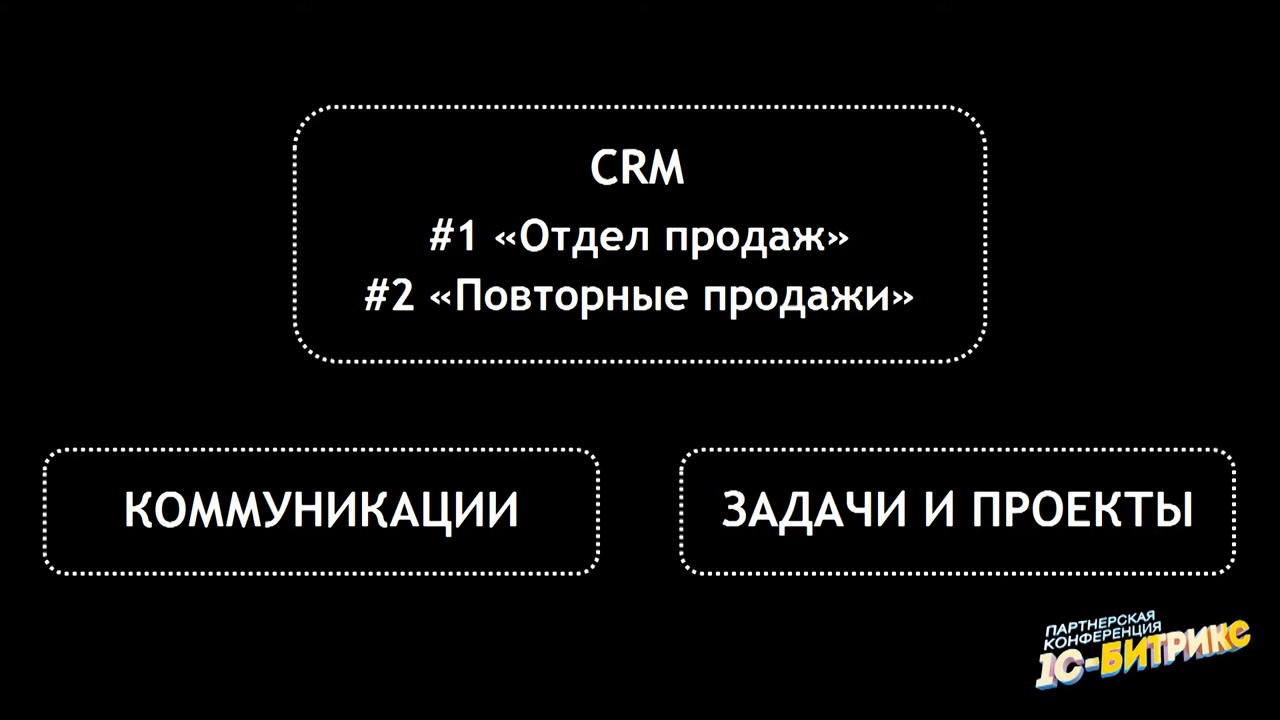 CRM
#1 «Отдел продаж»
#2 «Повторные продажи»
КОММУНИКАЦИИ
ЗАДАЧИ И ПРОЕКТЫ
ПАРТНЕРСКАЯ
КОНФЕРЕНЦИЯ
1С-БИТРИКС